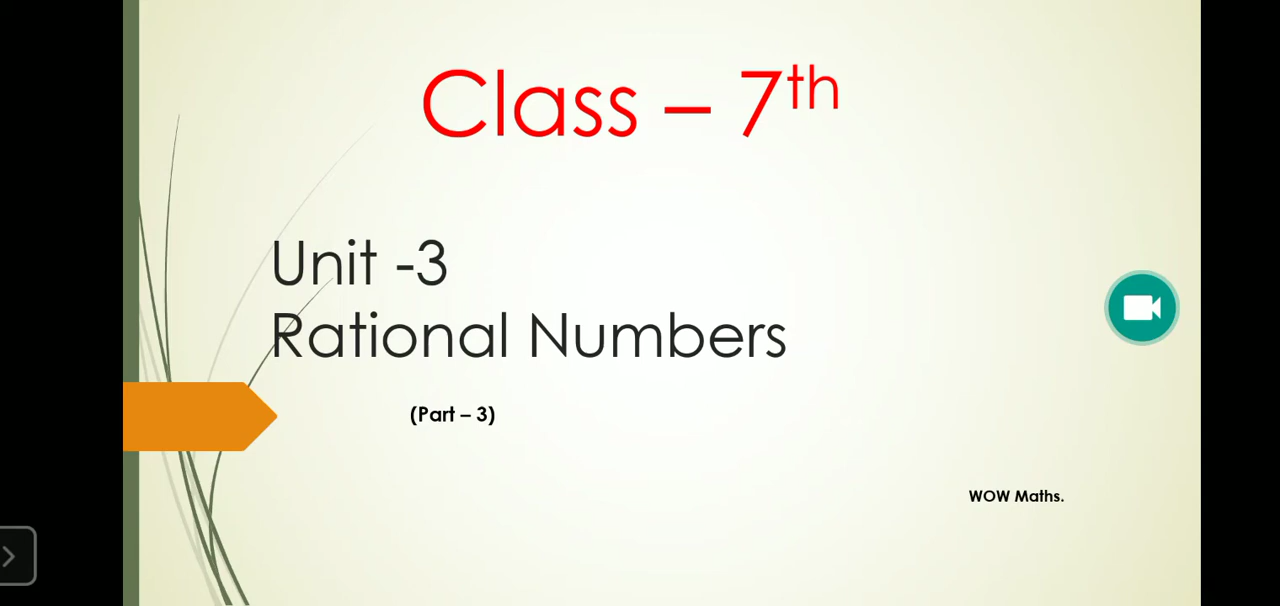 Class – 7th
Unit -3
Rational Numbers
(Part – 3)
WOW Maths.